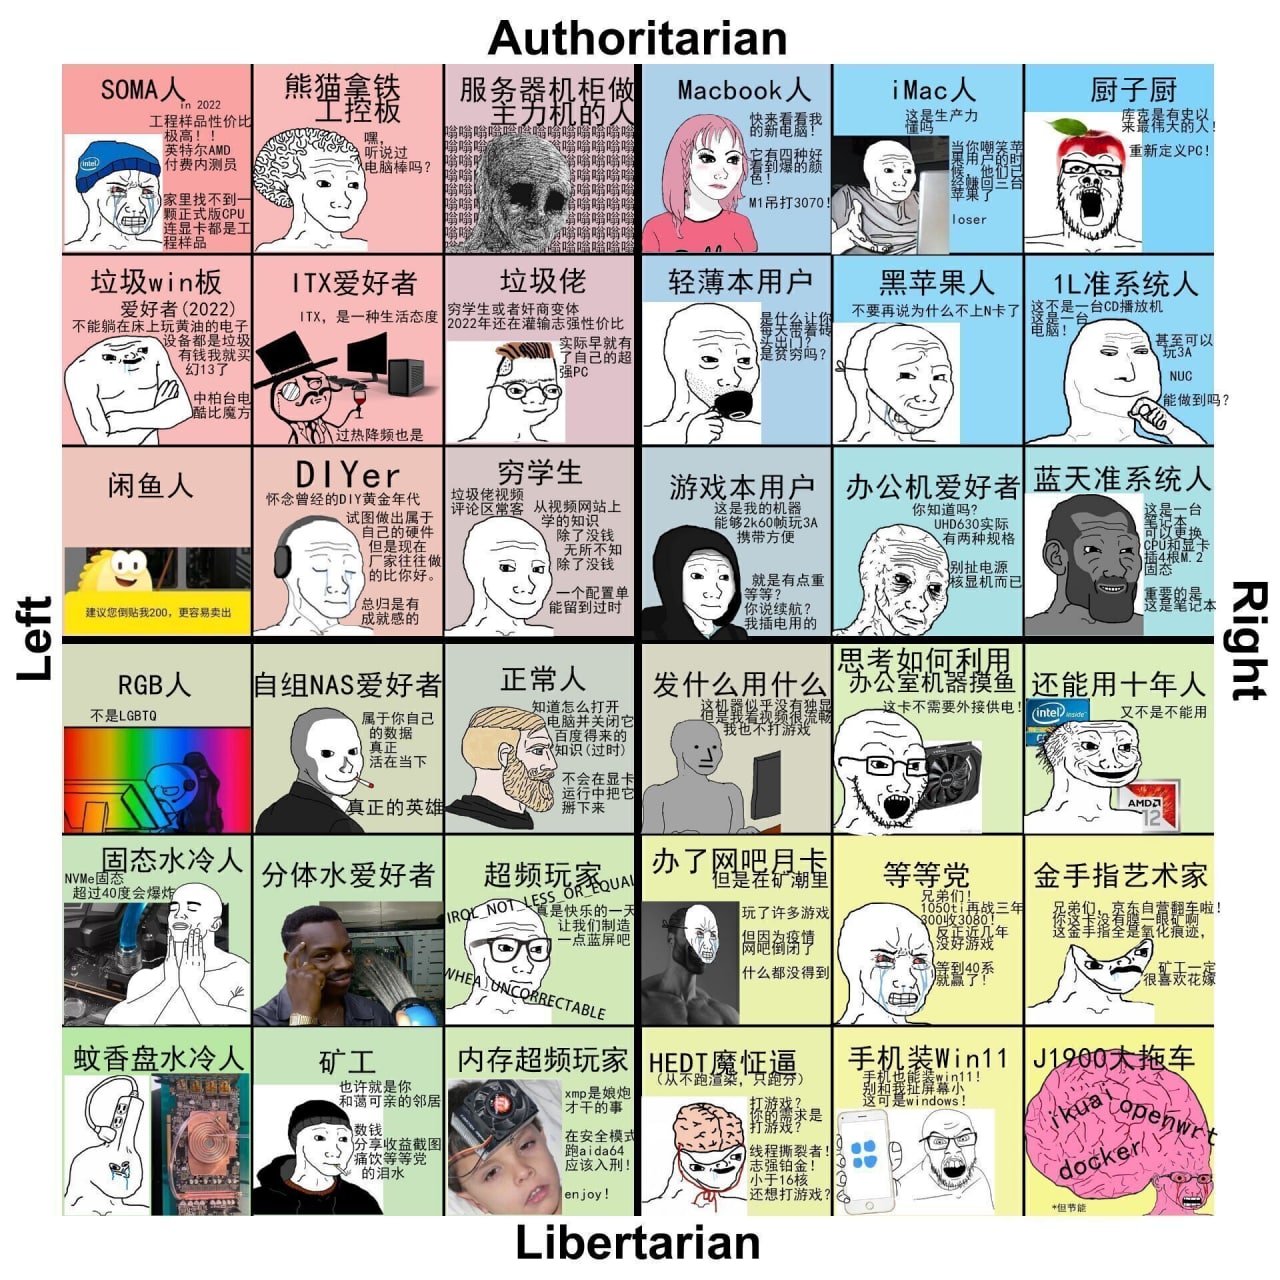 Authoritarian
Left
Right
Libertarian
SOMA人
in 2022
工程样品性价比
极高！！
英特尔AMD
付费内测员
家里找不到一
颗正式版CPU
连显卡都是工
程样品
intel
熊猫拿铁
工控板
嘿，
听说过
电脑棒吗？
服务器机柜做
主力机的人
Macbook人
快来看看我
的新电脑！
它有四种好
看到爆的颜
色！
M1吊打3070！
iMac人
这是生产力
懂吗
当你嘲笑苹
果用户的时
候，他们已
经赚回了三台
苹果了
loser
厨子厨
库克是有史以
来最伟大的人！
重新定义PC！
垃圾win板
爱好者(2022)
不能躺在床上玩黄油的电子
设备都是垃圾
有钱我就买
幻13了
中柏台电
酷比魔方
ITX爱好者
ITX，是一种生活态度
过热降频也是
垃圾佬
穷学生或者奸商变体
2022年还在灌输志强性价比
实际早就有
了自己的超
强PC
轻薄本用户
是什么让你
每天带着砖
头出门？
是贫穷吗？
黑苹果人
不要再说为什么不上N卡了
1L准系统人
这不是一台CD播放机
这是一台
电脑！
甚至可以
玩3A
NUC
能做到吗？
闲鱼人
建议您倒贴我200，更容易卖出
DIYer
怀念曾经的DIY黄金年代
试图做出属于
自己的硬件
但是现在
厂家往往做
的比你好。
总归是有
成就感的
穷学生
垃圾佬视频
评论区常客
从视频网站上
学的知识
除了没钱
无所不知
除了没钱
一个配置单
能留到过时
游戏本用户
这是我的机器
能够2k60帧玩3A
携带方便
就是有点重
等等？
你说续航？
我插电用的
办公机爱好者
你知道吗？
UHD630实际
有两种规格
别扯电源
核显机而已
蓝天准系统人
这是一台
笔记本
可以更换
CPU和显卡
插4根M.2
固态
重要的是
这是笔记本
RGB人
不是LGBTQ
自组NAS爱好者
属于你自己
的数据
真正
活在当下
真正的英雄
正常人
知道怎么打开
电脑并关闭它
百度得来的
知识(过时)
不会在显卡
运行中把它
掰下来
发什么用什么
这机器似乎没有独显
但是我看视频很流畅
我也不打游戏
思考如何利用
办公室机器摸鱼
这卡不需要外接供电！
还能用十年人
又不是不能用
intel inside
AMD
固态水冷人
NVMe固态
超过40度会爆炸
分体水爱好者
超频玩家
IRQL_NOT_LESS_OR_EQUAL
真是快乐的一天
让我们制造
一点蓝屏吧
WHEA_UNCORRECTABLE
办了网吧月卡
但是在矿潮里
玩了许多游戏
但因为疫情
网吧倒闭了
什么都没得到
等等党
兄弟们！
1050ti再战三年
300收3080！
反正近几年
没好游戏
等到40系
就赢了！
金手指艺术家
兄弟们，京东自营翻车啦！
你这卡没有腾一眼矿啊
这金手指全是氧化痕迹，
矿工一定
很喜欢花嫁
蚊香盘水冷人
矿工
也许就是你
和蔼可亲的邻居
数钱
分享收益截图
痛饮等等党
的泪水
内存超频玩家
xmp是娘炮
才干的事
在安全模式
跑aida64
应该入刑！
enjoy！
HEDT魔怔逼
（从不跑渲染，只跑分）
打游戏？
你的需求是
打游戏？
线程撕裂者！
志强铂金！
小于16核
还想打游戏？
手机装Win11
手机也能装win11！
别和我扯屏幕小
这可是windows！
J1900大拖车
ikuai openwrt
docker
*但节能